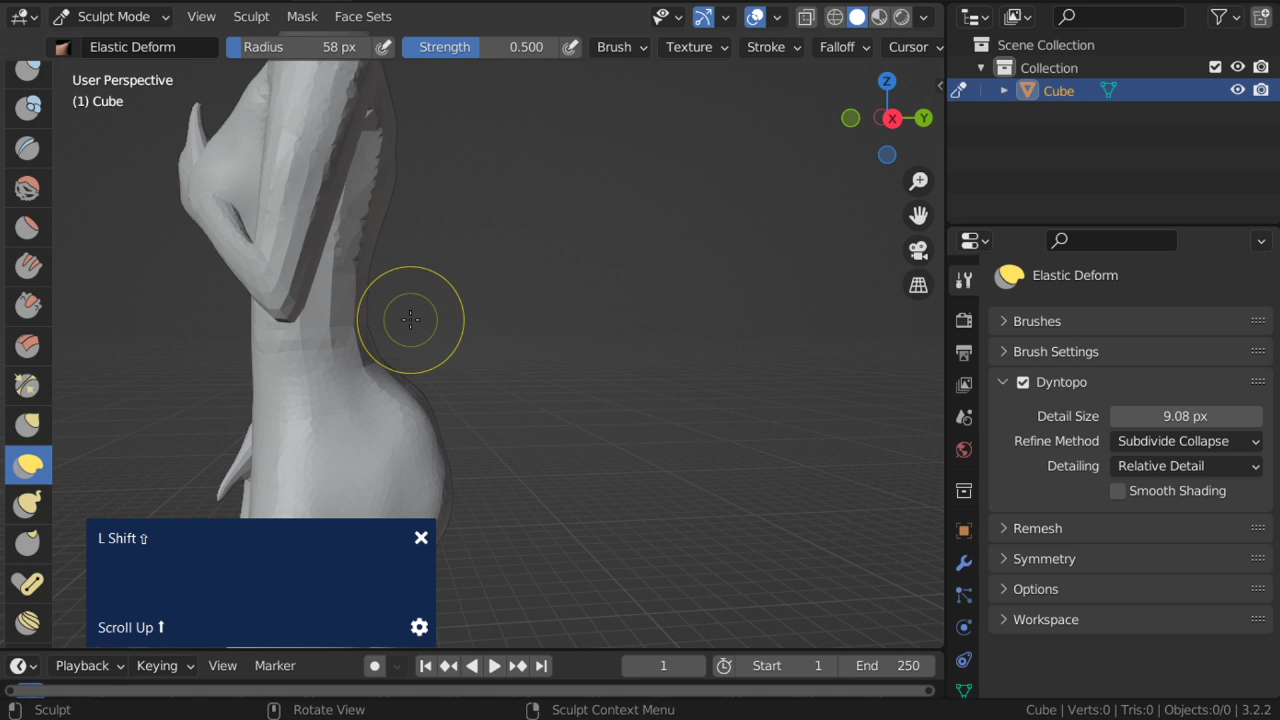 Sculpt Mode View Sculpt Mask Face Sets
Elastic Deform Radius 58 px Strength 0.500 Brush Texture Stroke Falloff Cursor
User Perspective
(1) Cube
Z
X Y
L Shift ⇧
Scroll Up
Scene Collection
Collection
Cube
Elastic Deform
Brushes
Brush Settings
Dyntopo
Detail Size 9.08 px
Refine Method Subdivide Collapse
Detailing Relative Detail
Smooth Shading
Remesh
Symmetry
Options
Workspace
Playback Keying View Marker 1 Start 1 End 250
Sculpt Rotate View Sculpt Context Menu Cube | Verts:0 | Tris:0 | Objects:0/0 | 3.2.2